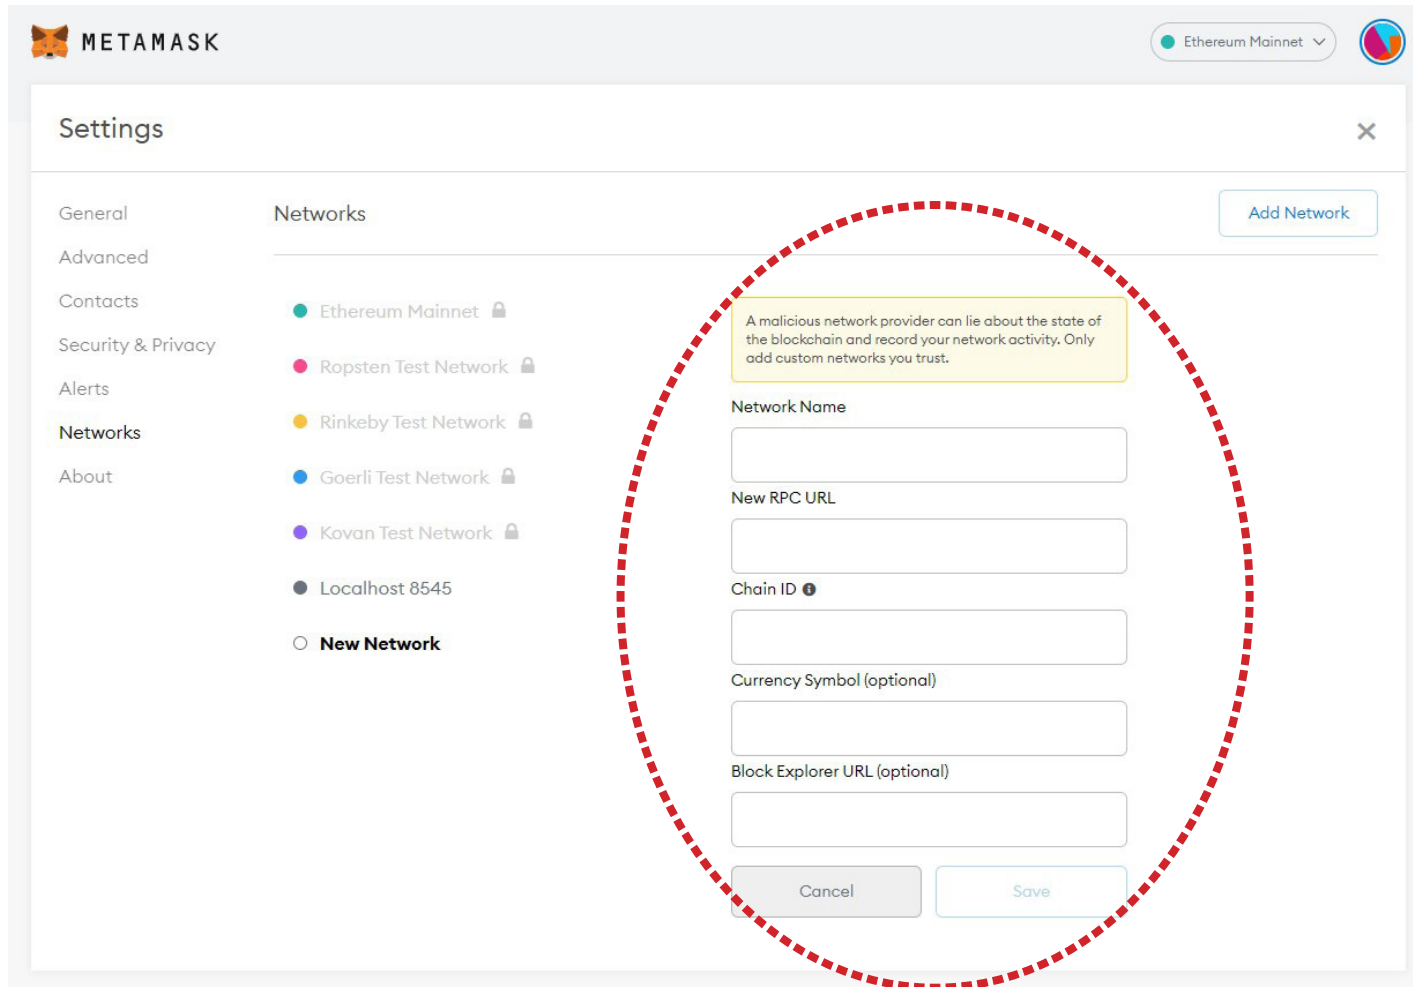 METAMASK
Ethereum Mainnet
Settings
General
Advanced
Contacts
Security & Privacy
Alerts
Networks
About
Networks
Add Network
Ethereum Mainnet
Ropsten Test Network
Rinkeby Test Network
Goerli Test Network
Kovan Test Network
Localhost 8545
New Network
A malicious network provider can lie about the state of
the blockchain and record your network activity. Only
add custom networks you trust.
Network Name
New RPC URL
Chain ID
Currency Symbol (optional)
Block Explorer URL (optional)
Cancel
Save